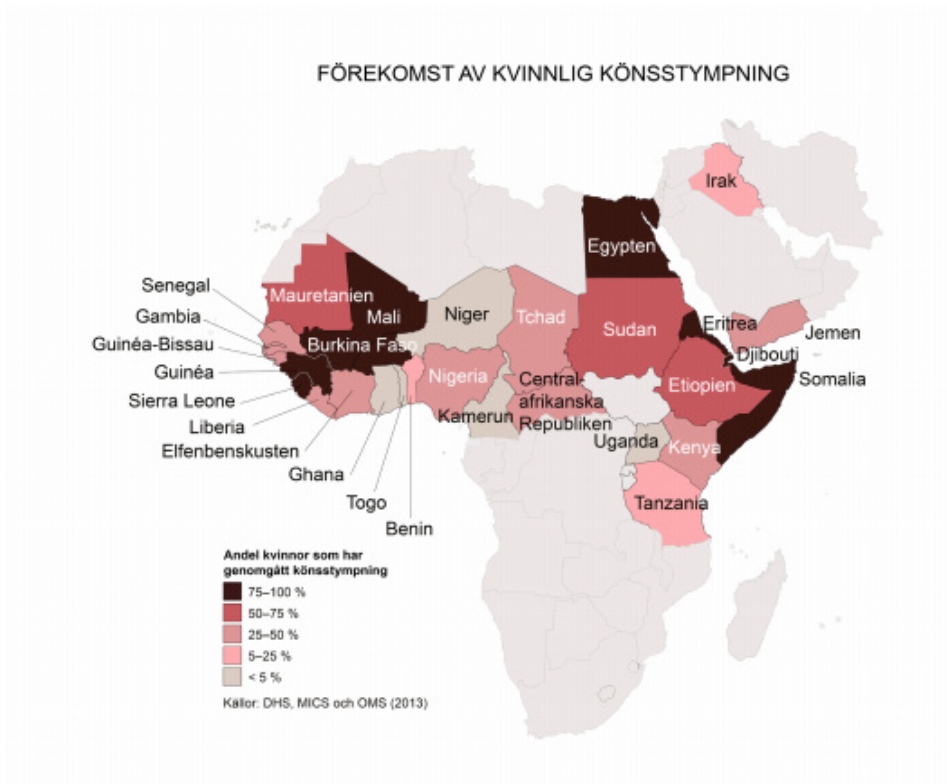 FÖREKOMST AV KVINNLIG KÖNSSTYMPNING
Irak
Egypten
Senegal
Mauretanien
Mali
Niger
Tchad
Sudan
Eritrea
Jemen
Gambia
Guinéa-Bissau
Burkina Faso
Djibouti
Guinéa
Nigeria
Central-
afrikanska
Republiken
Etiopien
Somalia
Sierra Leone
Liberia
Kamerun
Elfenbenskusten
Uganda
Kenya
Ghana
Togo
Tanzania
Benin
Andel kvinnor som har
genomgått könsstympning
75–100 %
50–75 %
25–50 %
5–25 %
< 5 %
Källor: DHS, MICS och OMS (2013)